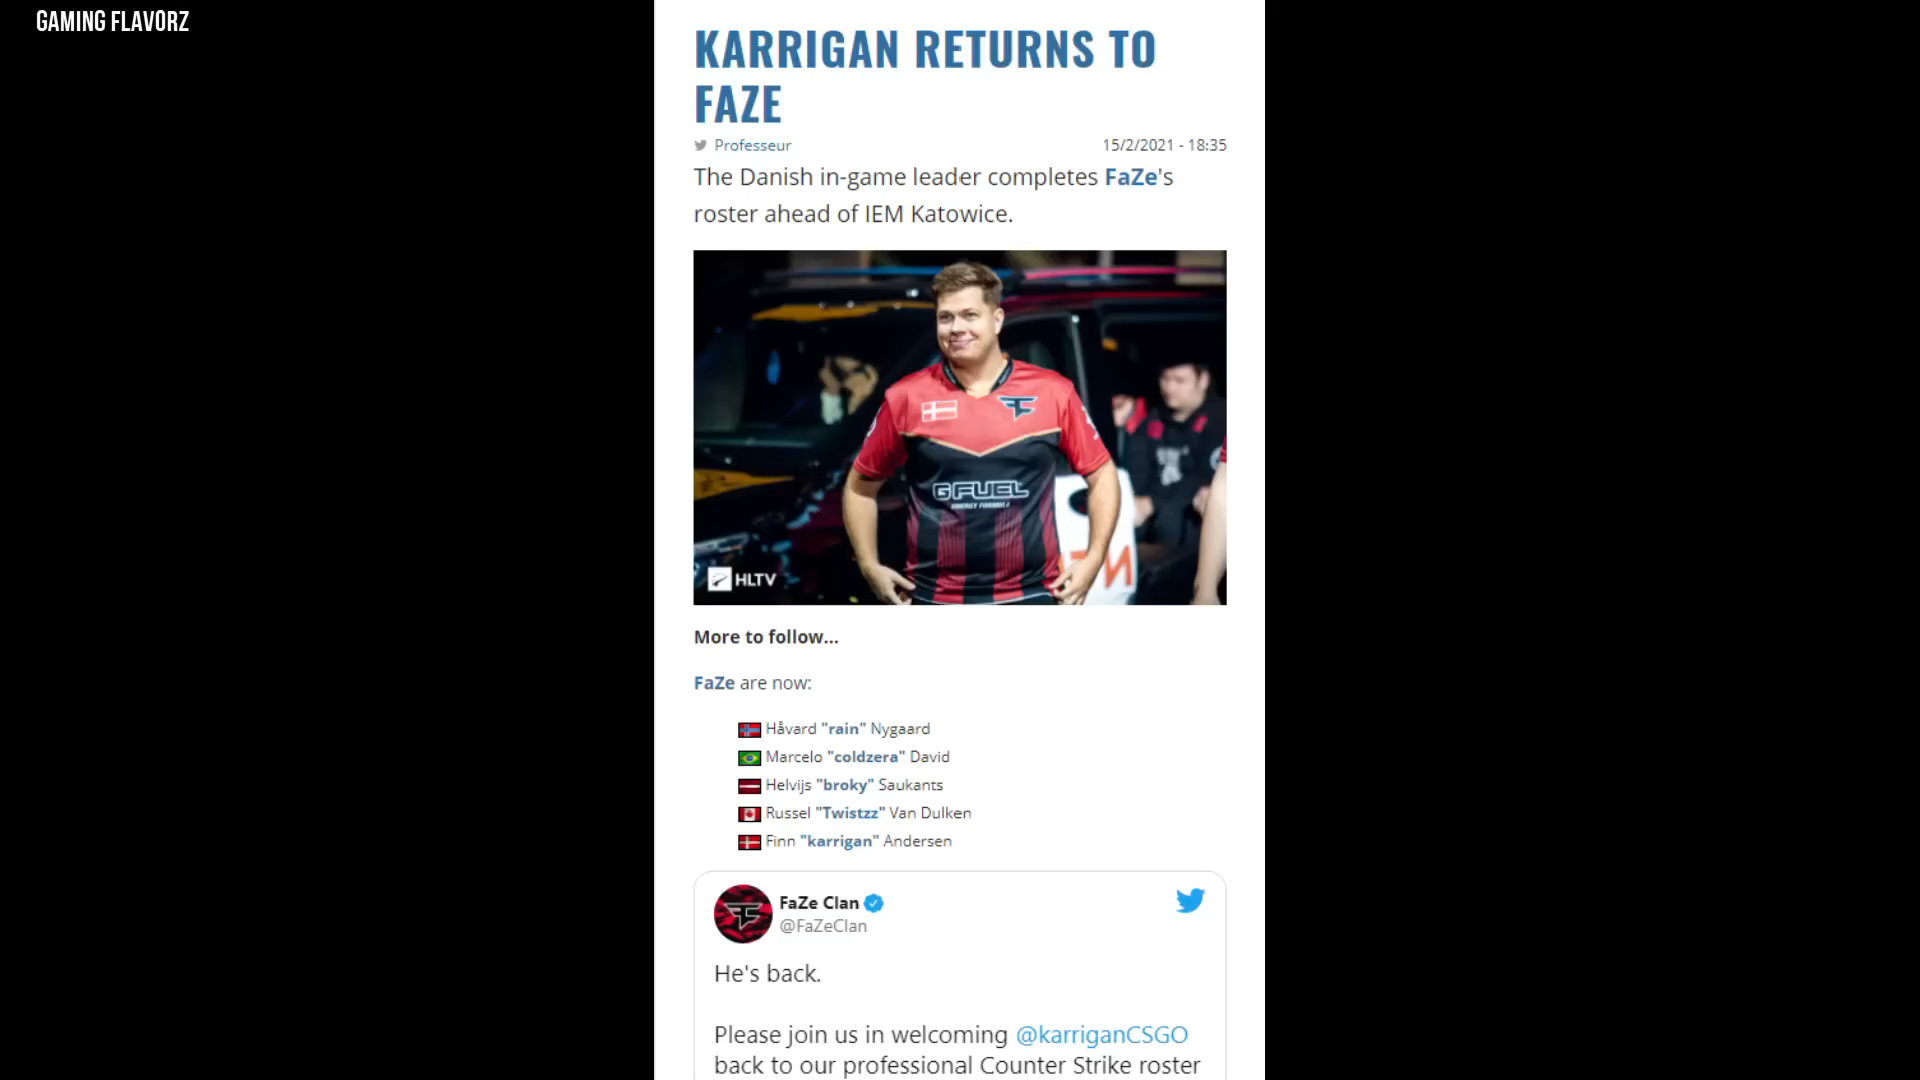 GAMING FLAVORZ
KARRIGAN RETURNS TO
FAZE
Professeur
15/2/2021 - 18:35
The Danish in-game leader completes FaZe's
roster ahead of IEM Katowice.
G FUEL
ENERGY FORMULA
HLTV
More to follow...
FaZe are now:
Håvard "rain" Nygaard
Marcelo "coldzera" David
Helvijs "broky" Saukants
Russel "Twistzz" Van Dulken
Finn "karrigan" Andersen
FaZe Clan
@FaZeClan
He's back.
Please join us in welcoming @karriganCSGO
back to our professional Counter Strike roster